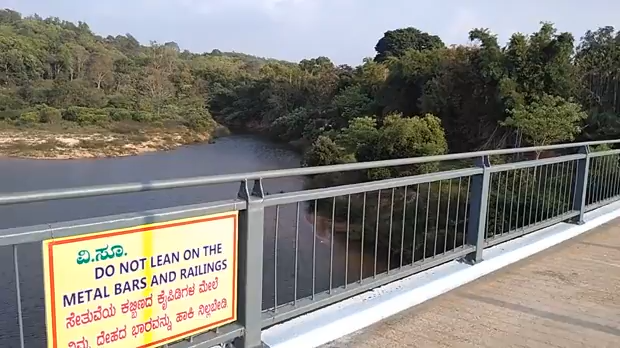 ವಿ.ಸೂ.
DO NOT LEAN ON THE
METAL BARS AND RAILINGS
ಸೇತುವೆಯ ಕಬ್ಬಿಣದ ಕೈಪಿಡಿಗಳ ಮೇಲೆ
ನಿಮ್ಮ ದೇಹದ ಭಾರವನ್ನು ಹಾಕಿ ನಿಲ್ಲಬೇಡಿ